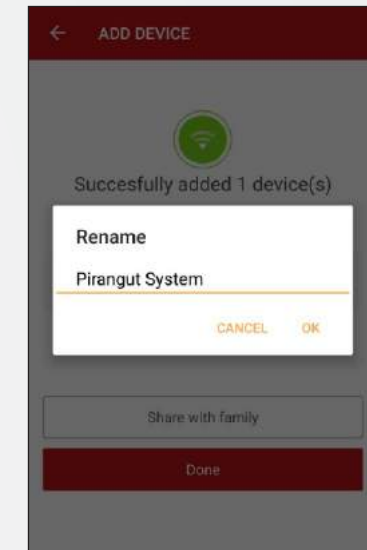 ADD DEVICE
Succesfully added 1 device(s)
Rename
Pirangut System
CANCEL OK
Share with family
Done